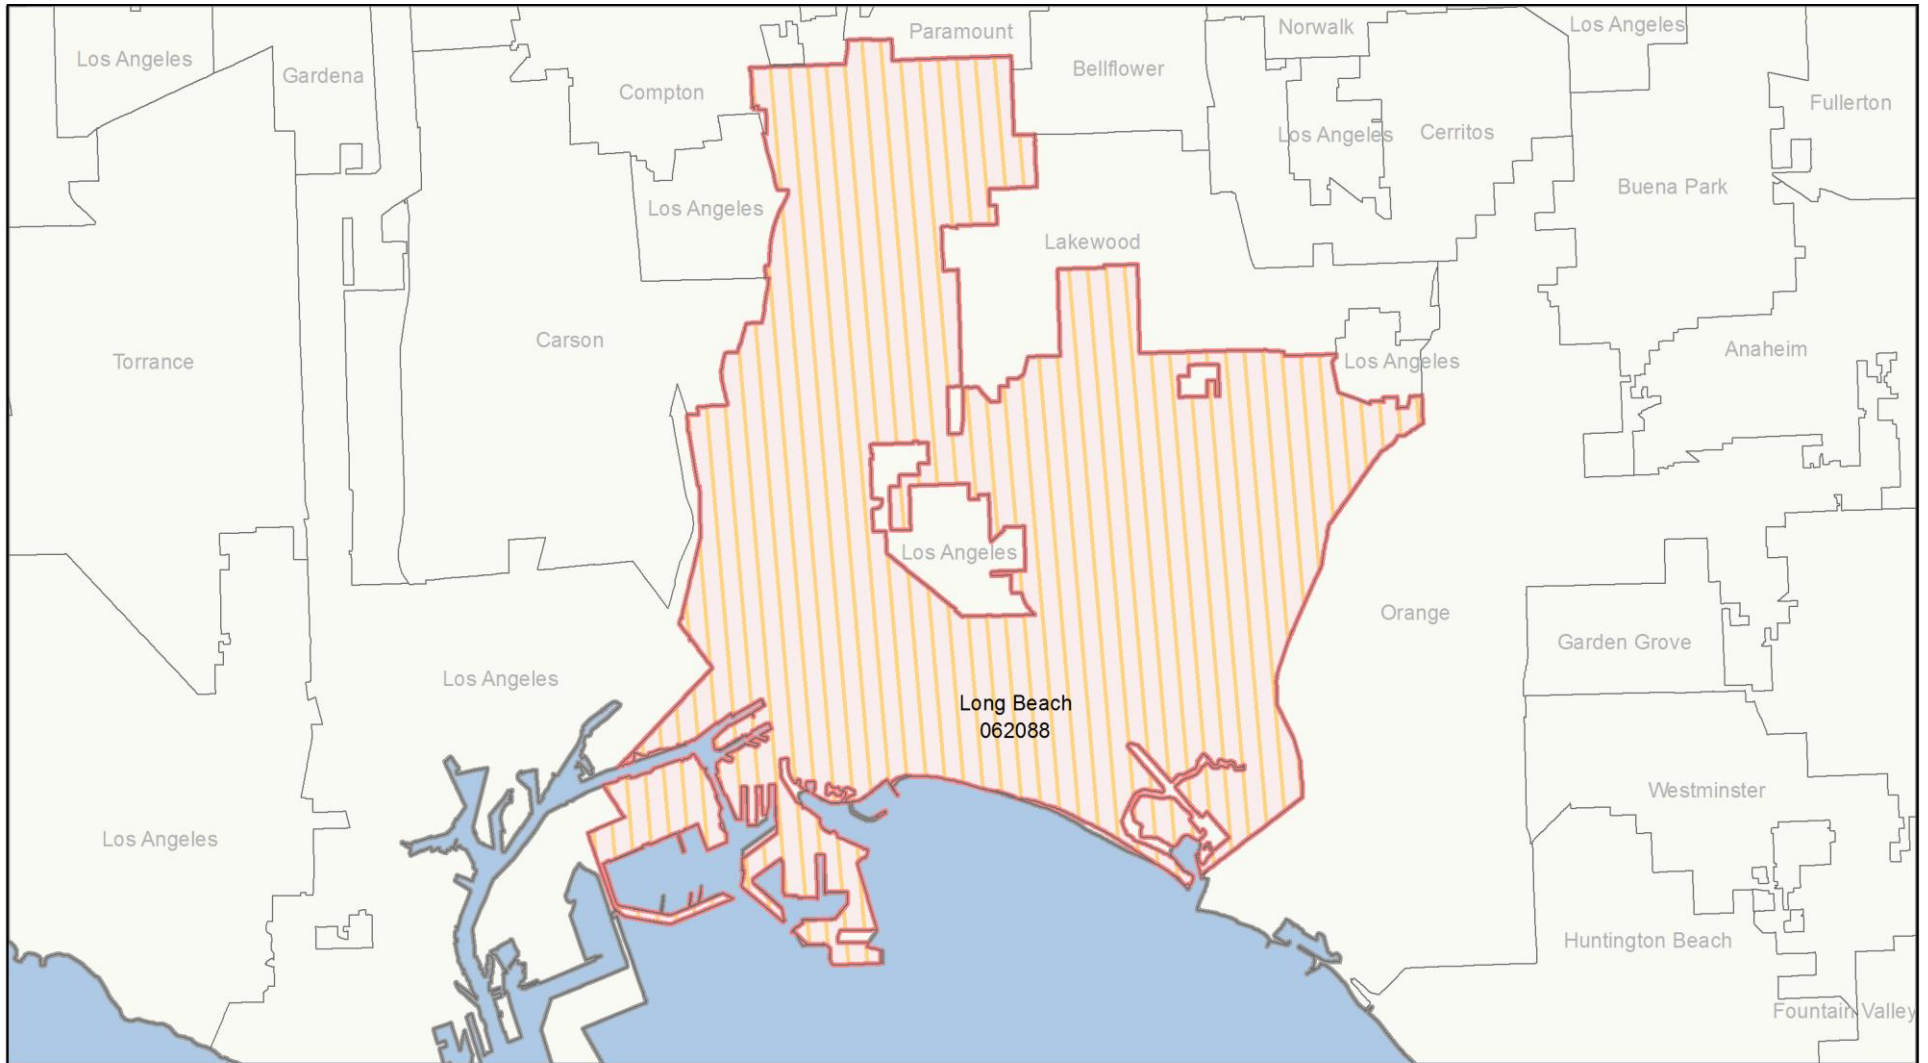 Los Angeles
Gardena
Compton
Paramount
Bellflower
Norwalk
Los Angeles
Fullerton
Los Angeles
Cerritos
Buena Park
Los Angeles
Lakewood
Carson
Torrance
Los Angeles
Anaheim
Los Angeles
Orange
Garden Grove
Los Angeles
Long Beach
062088
Westminster
Los Angeles
Huntington Beach
Fountain Valley